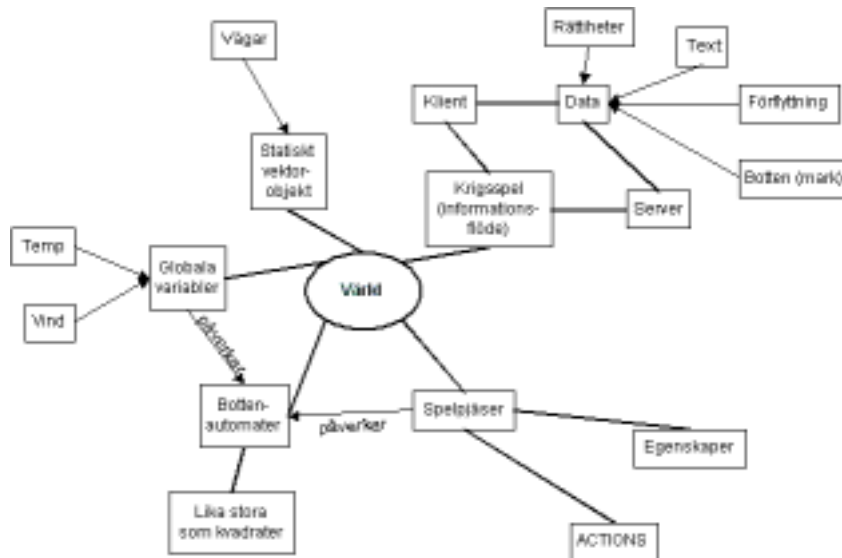 Vägar
Rättiheter
Text
Klient
Data
Förflyttning
Statiskt
vektor-
objekt
Krigsspel
(informations-
flöde)
Botten (mark)
Server
Temp
Globala
variabler
Värld
Vind
påverkar
Botten-
automater
påverkar
Spelpjäser
Egenskaper
Lika stora
som kvadrater
ACTIONS